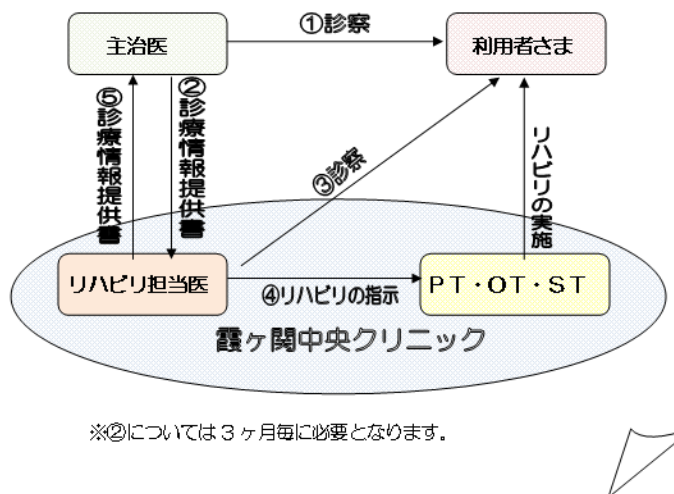 ①診察
主治医
利用者さま
⑤診療情報提供書
②診療情報提供書
③診察
リハビリの実施
リハビリ担当医
④リハビリの指示
ＰＴ・ＯＴ・ＳＴ
霞ヶ関中央クリニック
※②については３ヶ月毎に必要となります。